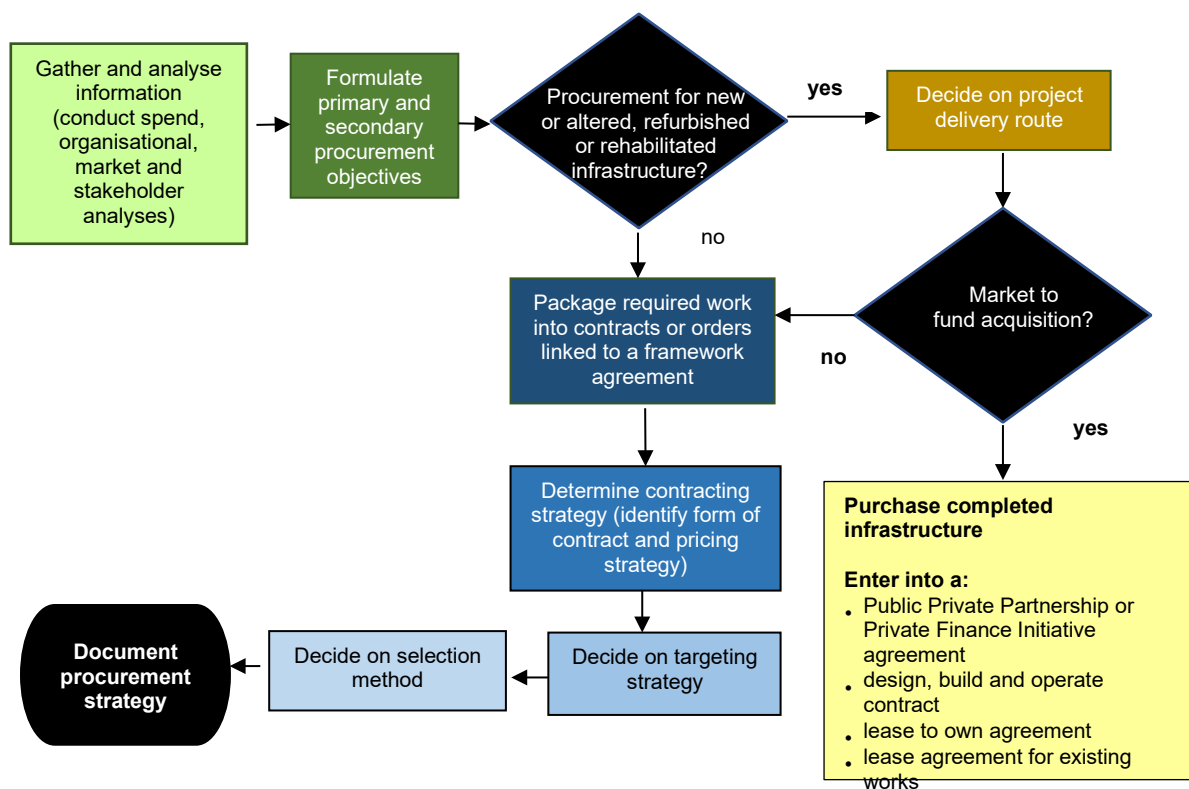 Gather and analyse
information
(conduct spend,
organisational,
market and
stakeholder
analyses)
Formulate
primary and
secondary
procurement
objectives
Procurement for new
or altered, refurbished
or rehabilitated
infrastructure?
yes
Decide on project
delivery route
no
Market to
fund acquisition?
no
yes
Package required work
into contracts or orders
linked to a framework
agreement
Determine contracting
strategy (identify form of
contract and pricing
strategy)
Decide on targeting
strategy
Decide on selection
method
Document
procurement
strategy
Purchase completed
infrastructure
Enter into a:
• Public Private Partnership or
Private Finance Initiative
agreement
• design, build and operate
contract
• lease to own agreement
• lease agreement for existing
works